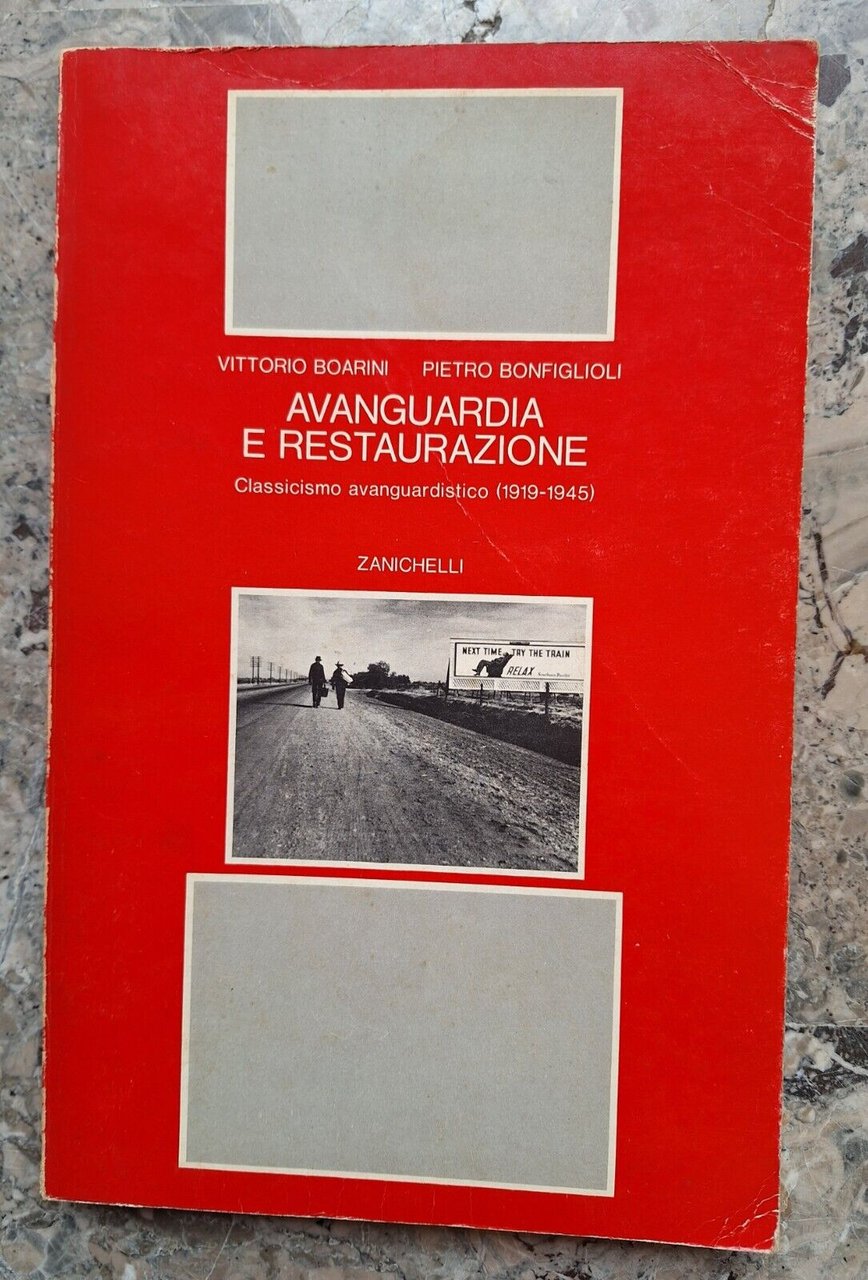 VITTORIO BOARINI PIETRO BONFIGLIOLI
AVANGUARDIA
E RESTAURAZIONE
Classicismo avanguardistico (1919-1945)
ZANICHELLI
NEXT TIME TRY THE TRAIN
RELAX